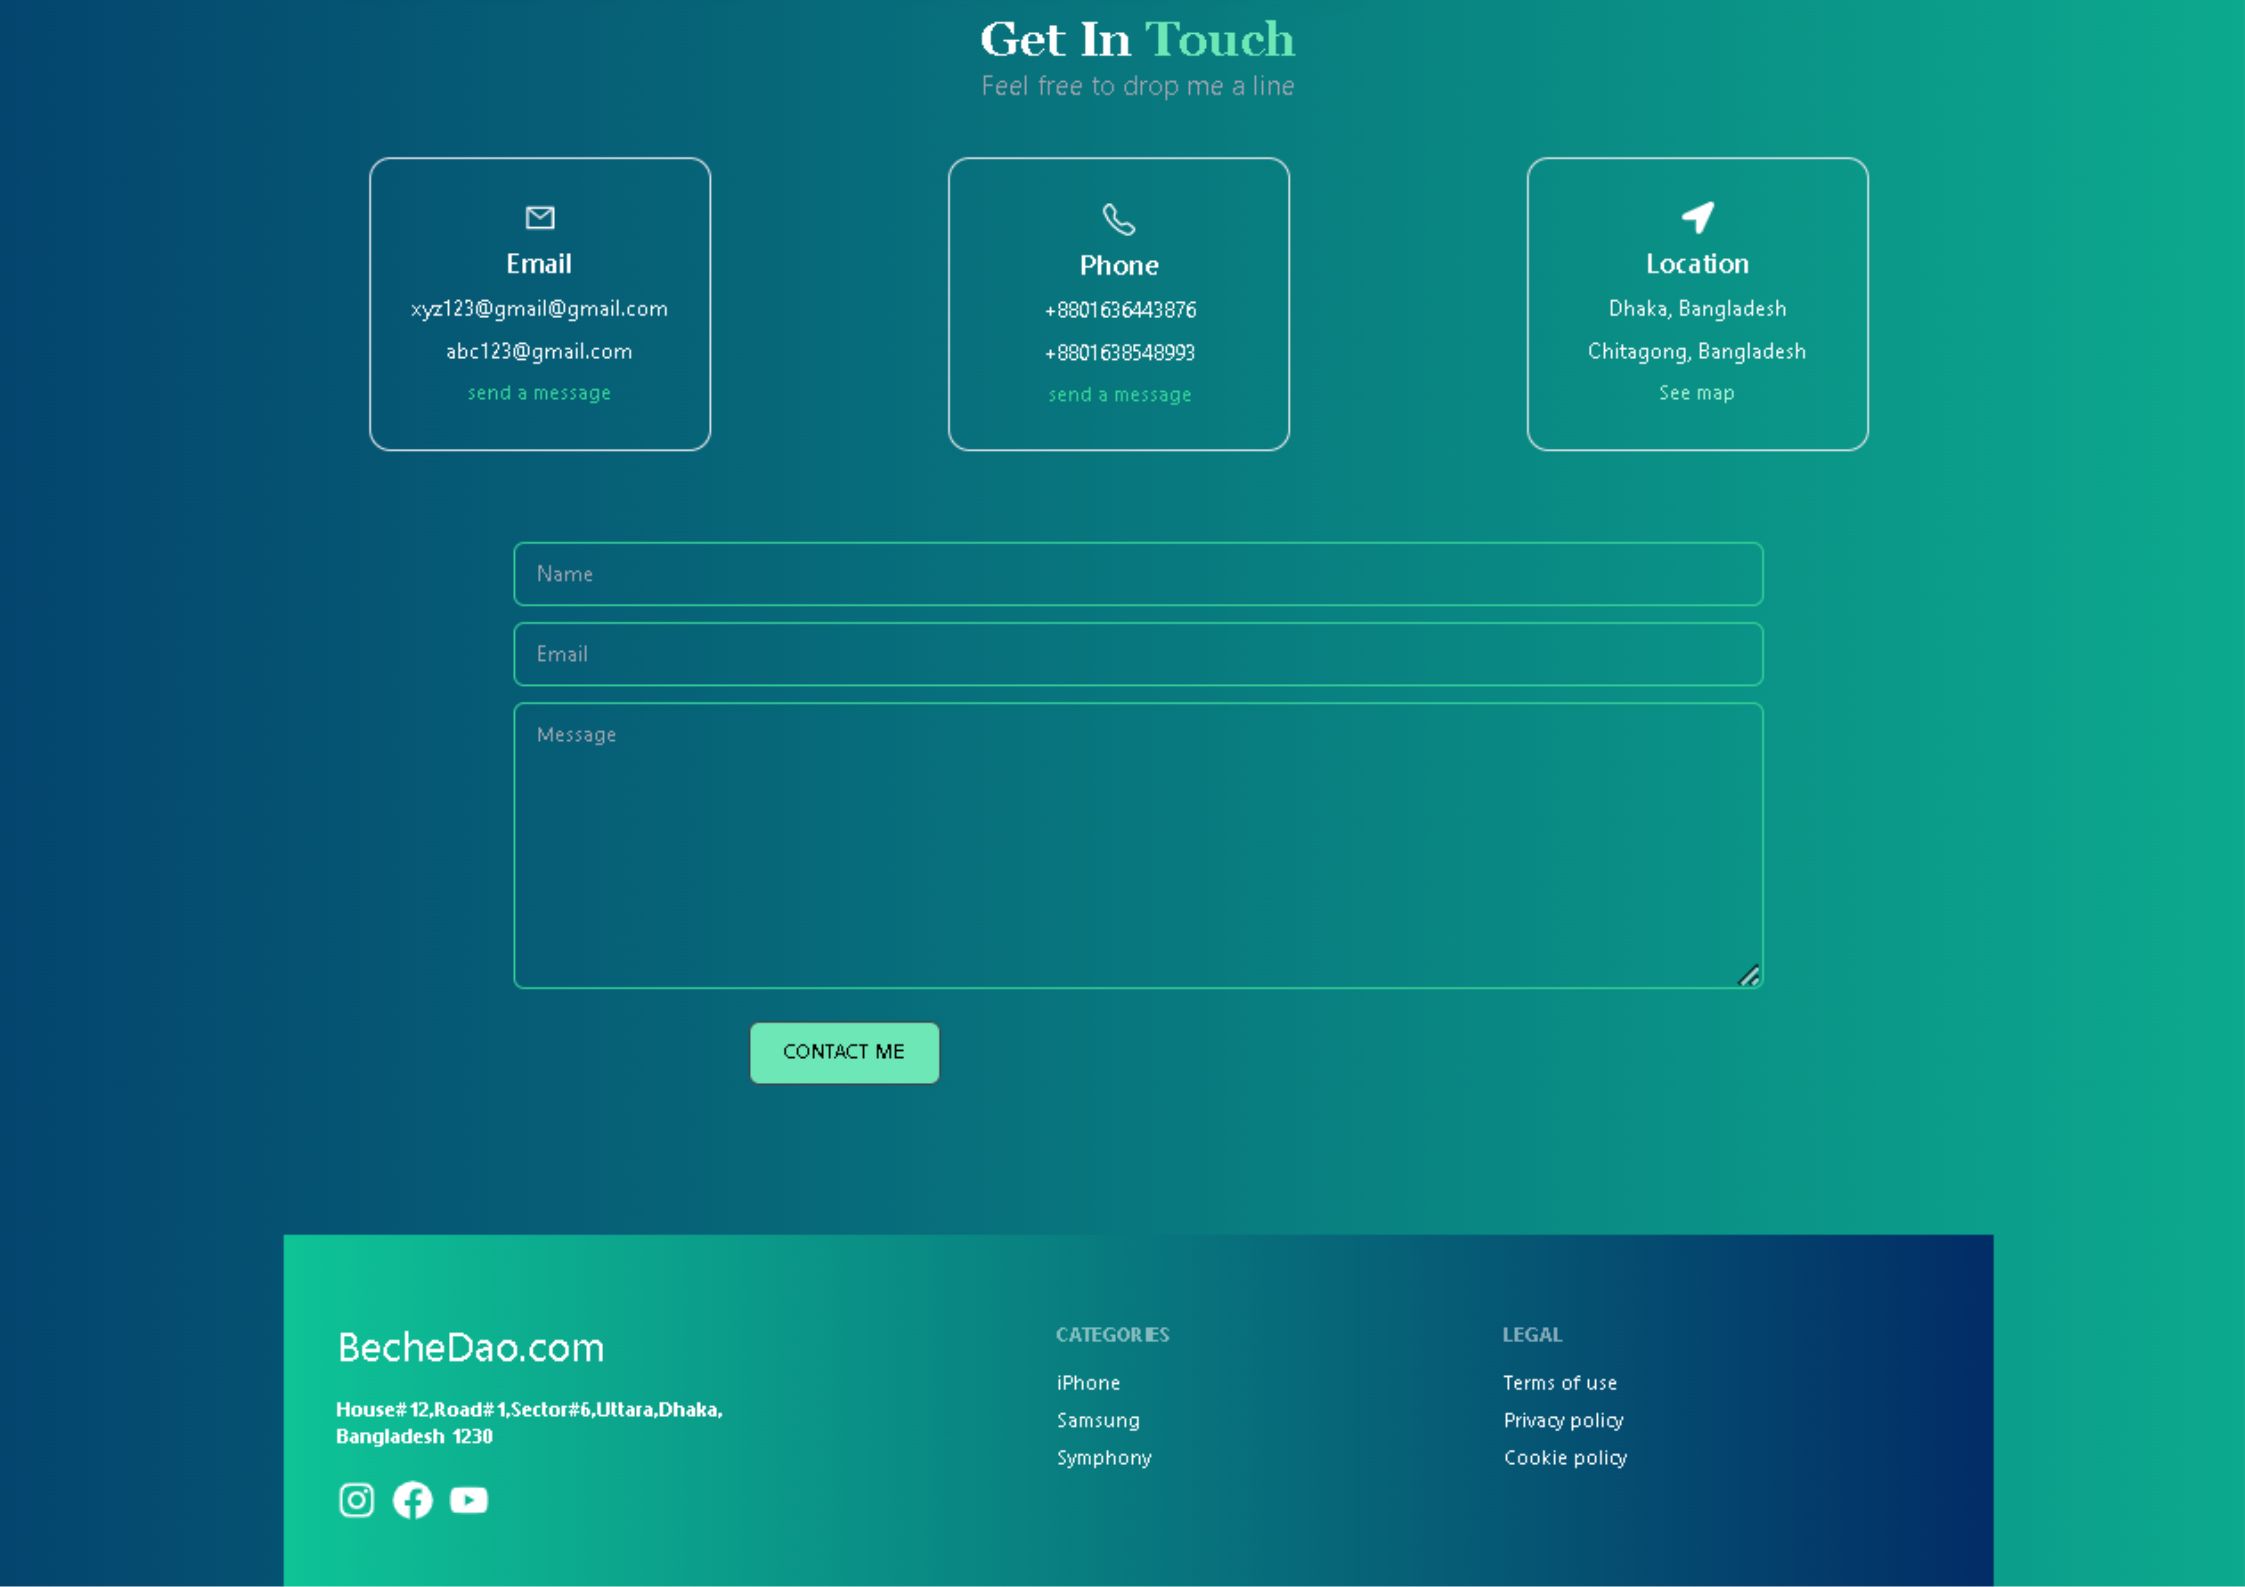 Get In Touch
Feel free to drop me a line
Email
xyz123@gmail@gmail.com
abc123@gmail.com
send a message
Phone
+8801636443876
+8801638548993
send a message
Location
Dhaka, Bangladesh
Chitagong, Bangladesh
See map
Name
Email
Message
CONTACT ME
BecheDao.com
House#12,Road#1,Sector#6,Uttara,Dhaka,
Bangladesh 1230
CATEGORIES
iPhone
Samsung
Symphony
LEGAL
Terms of use
Privacy policy
Cookie policy